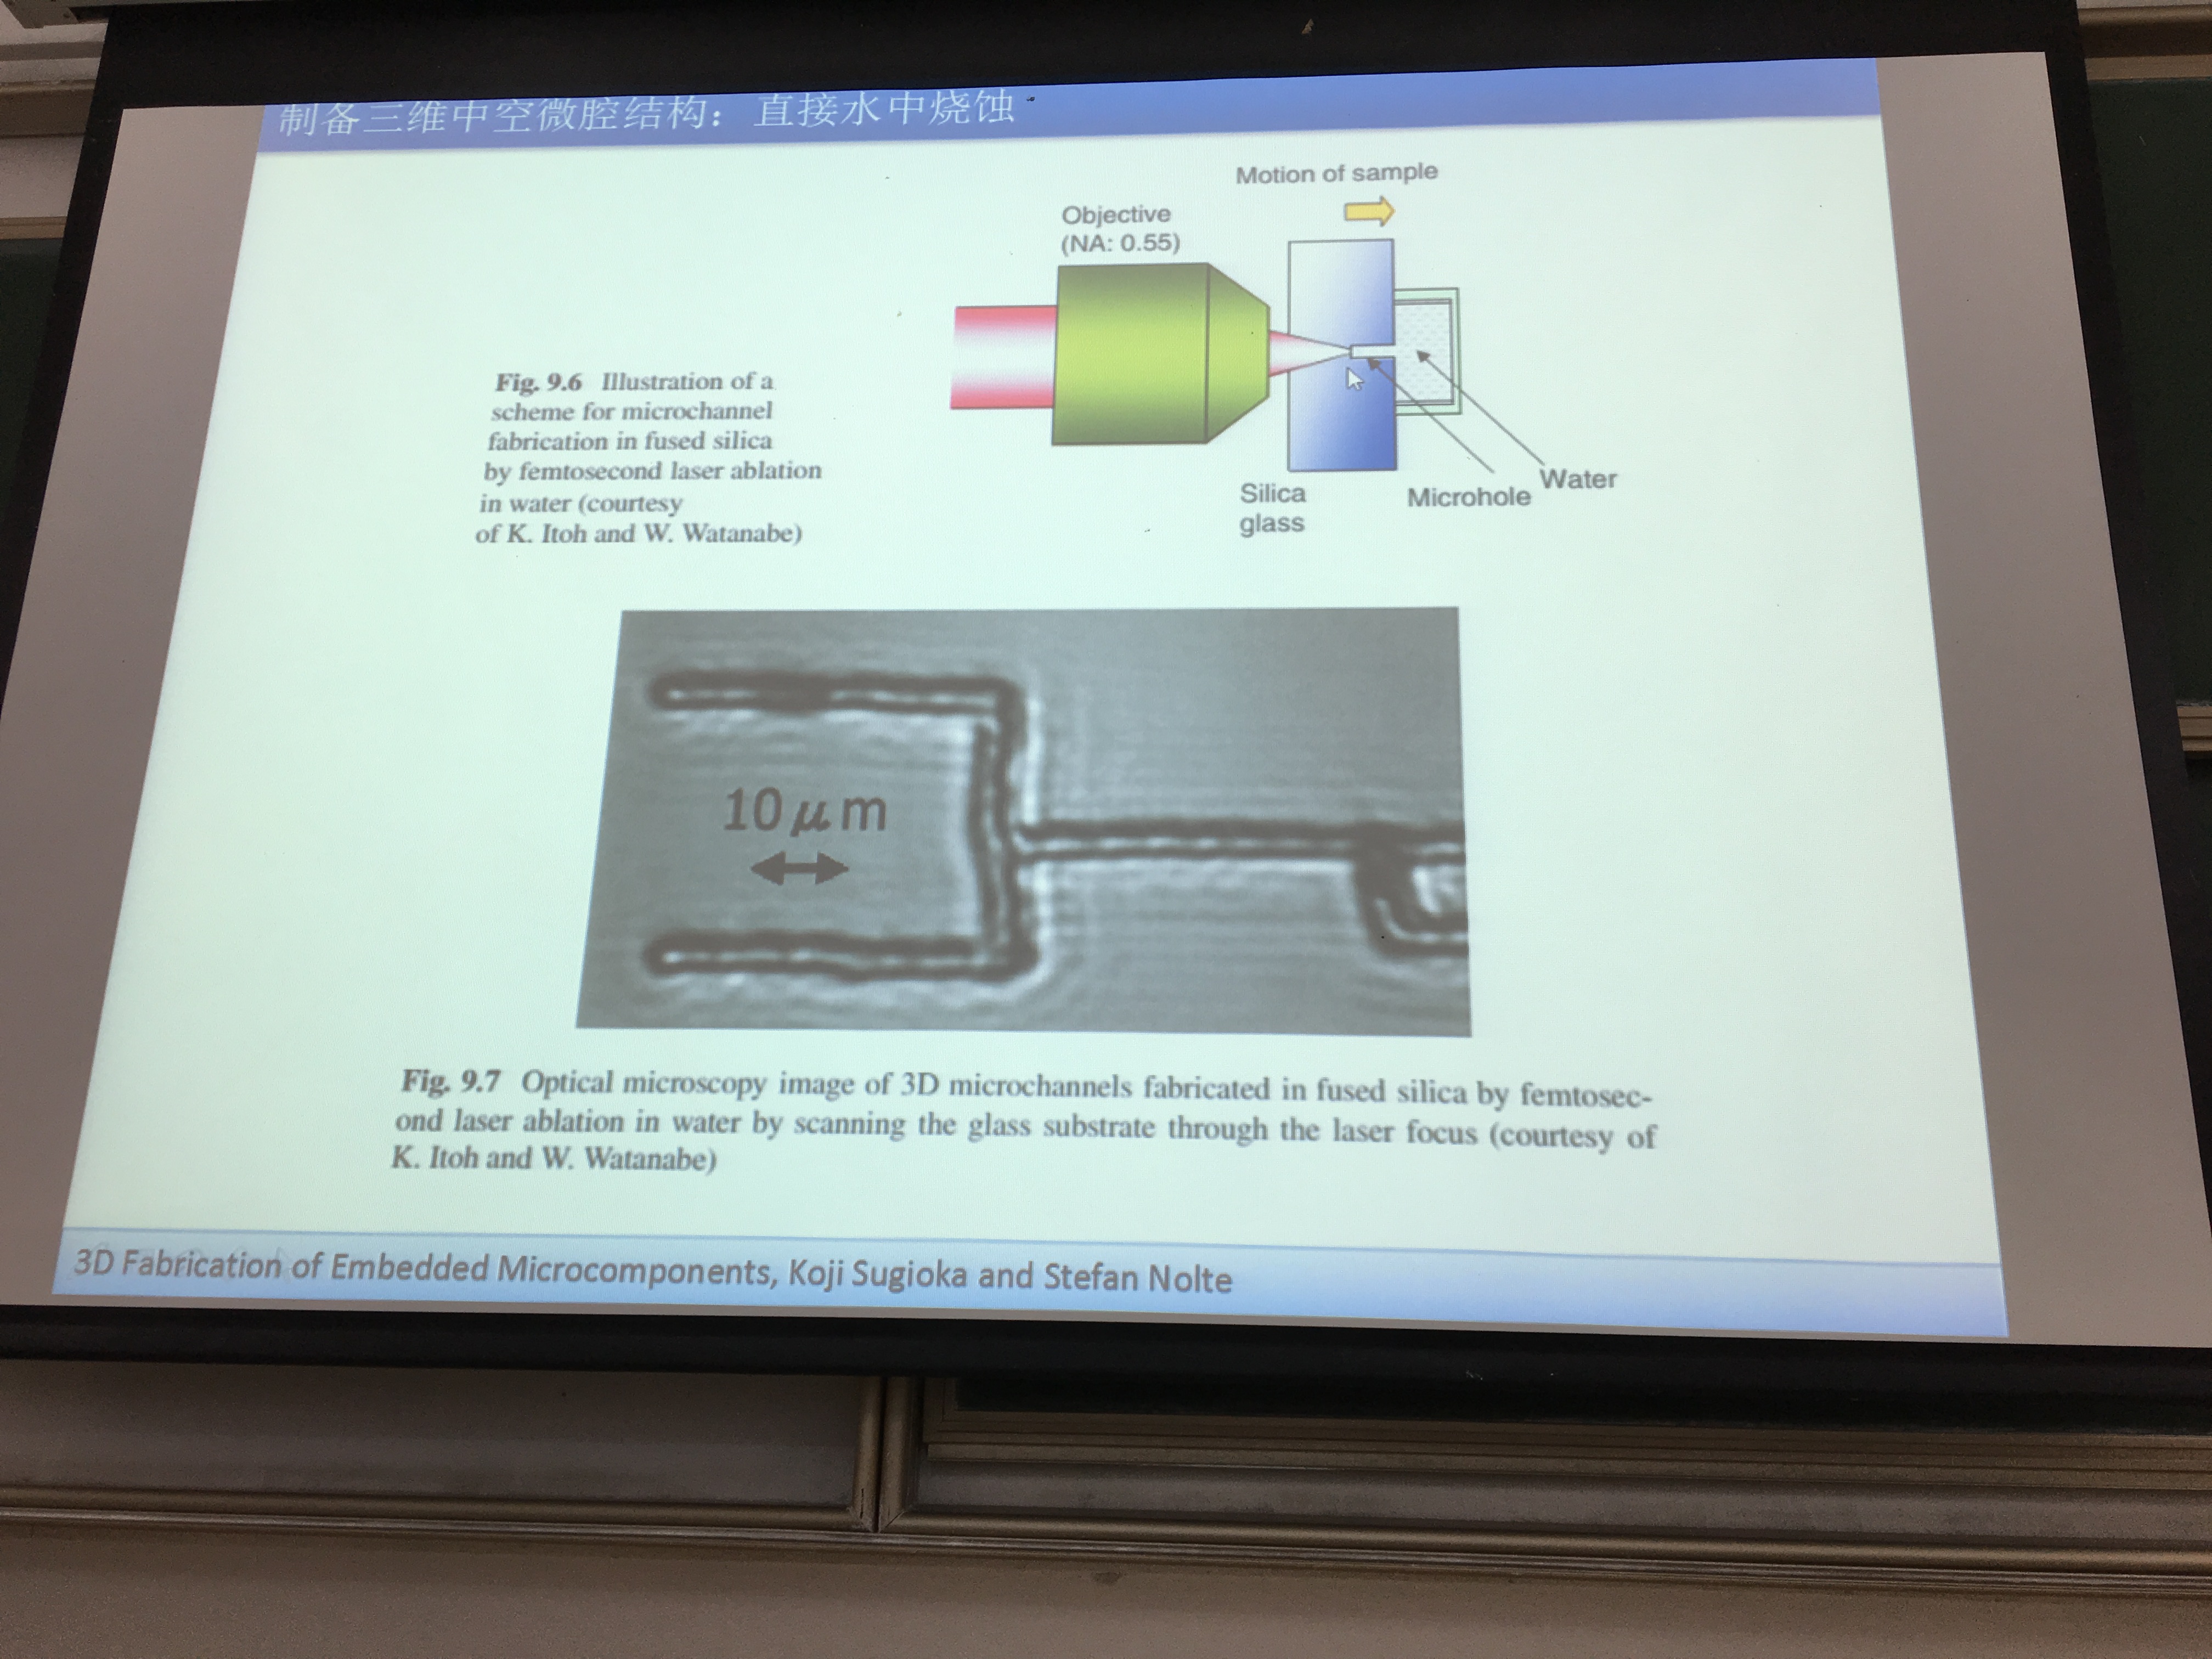 制备三维中空微腔结构：直接水中烧蚀
Motion of sample
Objective
(NA: 0.55)
Fig. 9.6 Illustration of a
scheme for microchannel
fabrication in fused silica
by femtosecond laser ablation
in water (courtesy
of K. Itoh and W. Watanabe)
Silica
glass
Microhole
Water
10 μm
Fig. 9.7 Optical microscopy image of 3D microchannels fabricated in fused silica by femtosec-
ond laser ablation in water by scanning the glass substrate through the laser focus (courtesy of
K. Itoh and W. Watanabe)
3D Fabrication of Embedded Microcomponents, Koji Sugioka and Stefan Nolte